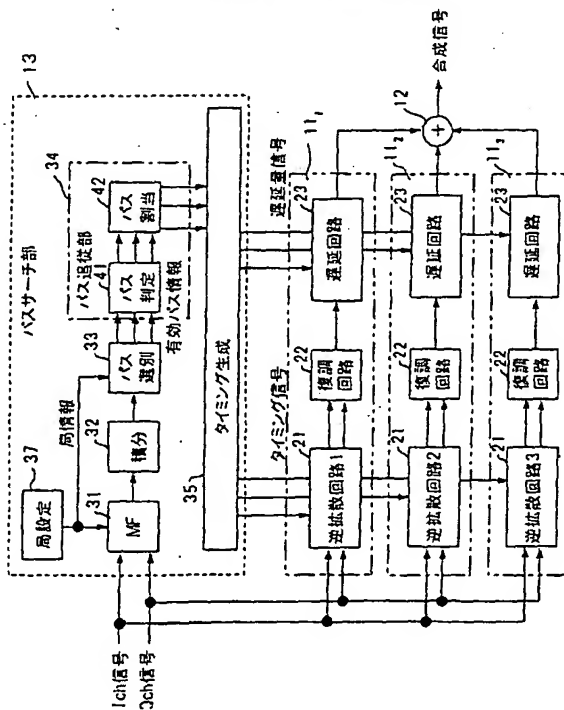 13
パスサーチ部
37
局設定
局情報
34
パス追従部
31
MF
32
積分
33
パス選別
41
パス判定
42
パス割当
有効パス情報
35
タイミング生成
Ich信号
Qch信号
タイミング信号
遅延量信号
11₁
21
逆拡散回路1
22
復調回路
23
遅延回路
12
+
合成信号
11₂
21
逆拡散回路2
22
復調回路
23
遅延回路
11₃
21
逆拡散回路3
22
復調回路
23
遅延回路